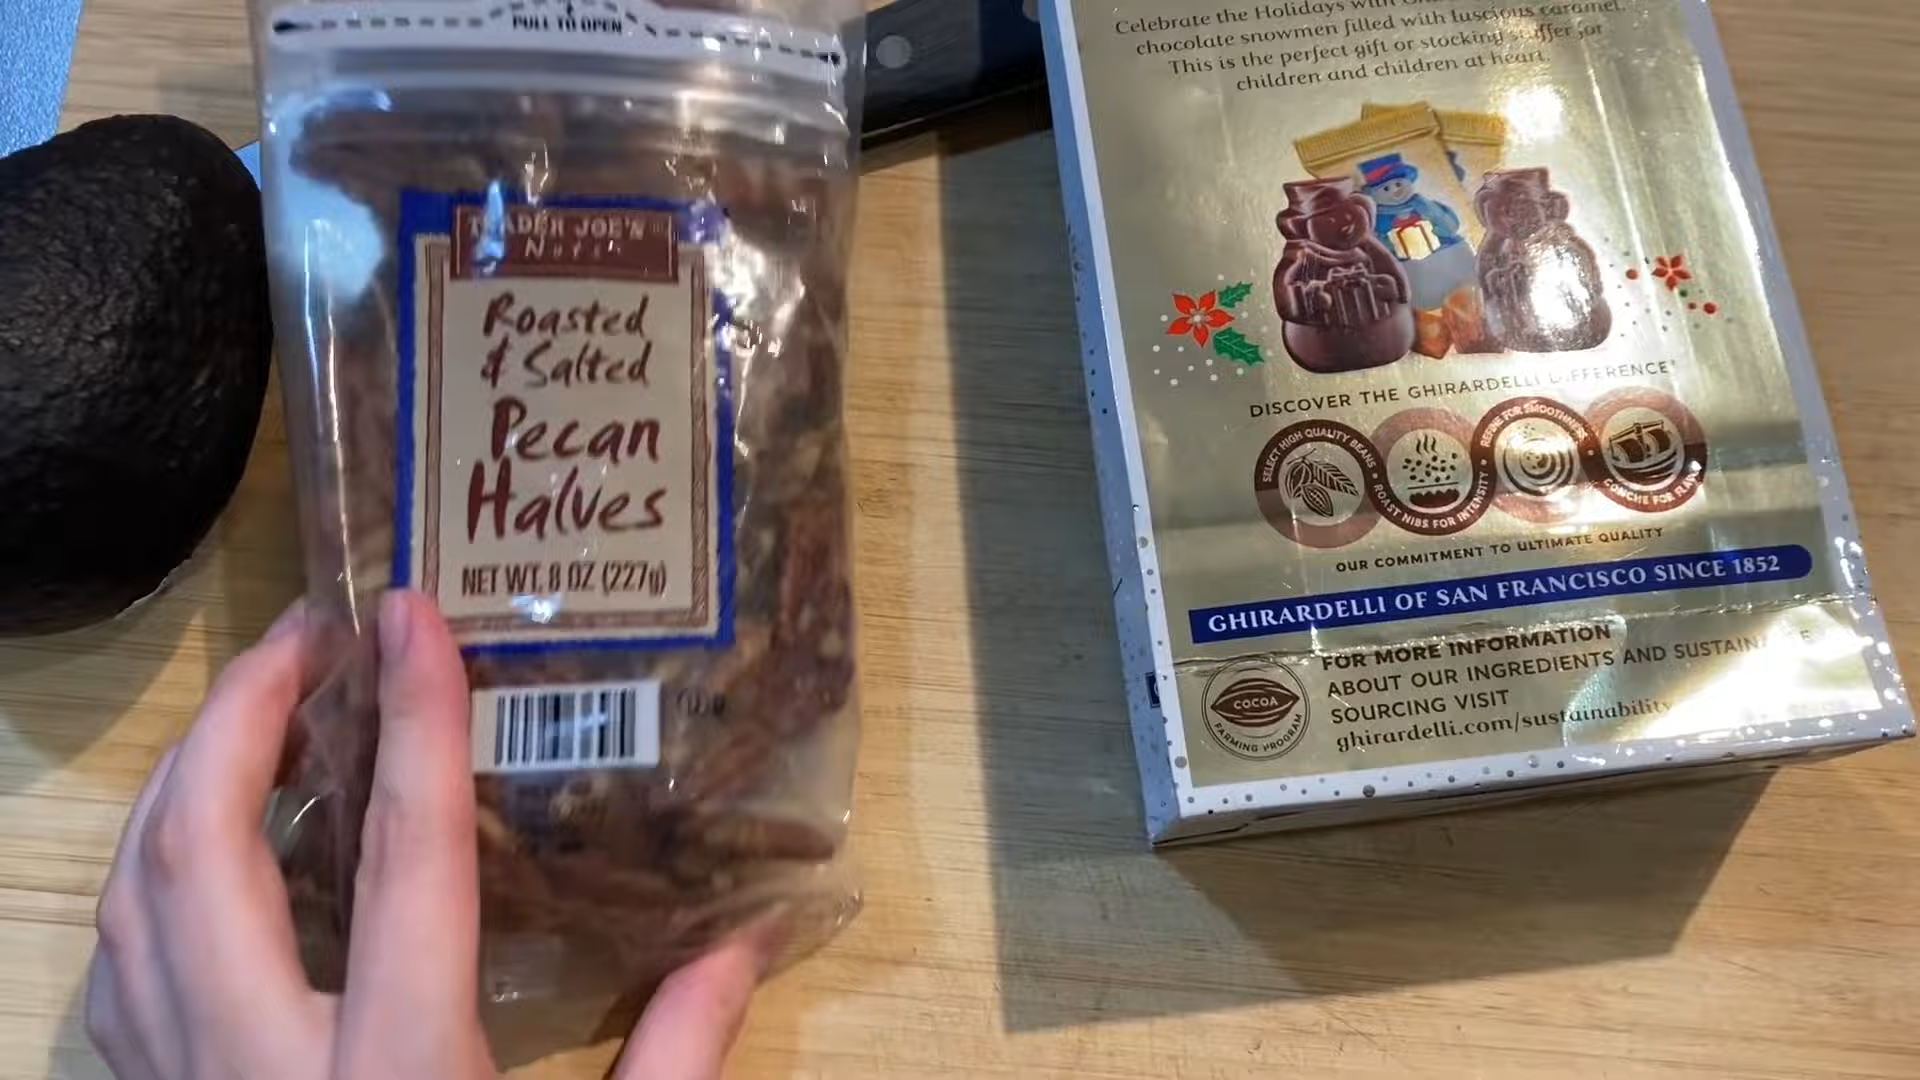 PULL TO OPEN
TRADER JOE'S
Nuts
Roasted
& Salted
Pecan
Halves
NET WT. 8 OZ (227g)
Celebrate the Holidays with
chocolate snowmen filled with luscious caramel.
This is the perfect gift or stocking stuffer for
children and children at heart.
DISCOVER THE GHIRARDELLI DIFFERENCE
SELECT HIGH QUALITY BEANS • ROAST NIBS FOR INTENSITY • REFINE FOR SMOOTHNESS • CONCHE FOR FLAVOR
OUR COMMITMENT TO ULTIMATE QUALITY
GHIRARDELLI OF SAN FRANCISCO SINCE 1852
COCOA
FARMING PROGRAM
FOR MORE INFORMATION
ABOUT OUR INGREDIENTS AND SUSTAINABLE
SOURCING VISIT
ghirardelli.com/sustainability